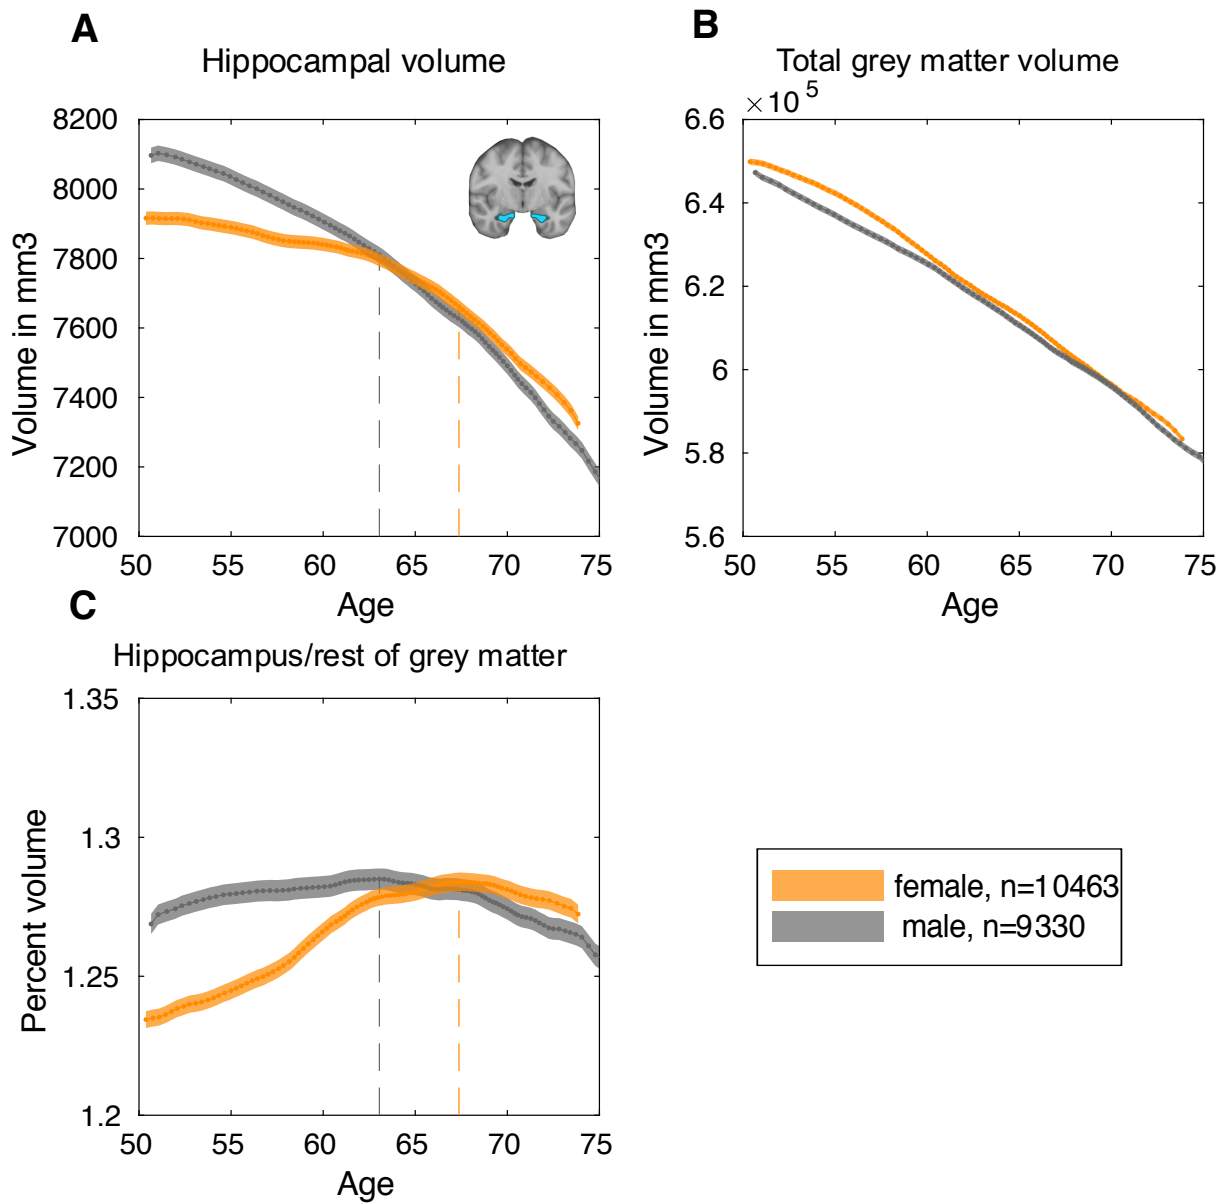 A
Hippocampal volume
8200
8000
7800
7600
7400
7200
7000
Volume in mm3
50 55 60 65 70 75
Age
B
Total grey matter volume
×10 5
6.6
6.4
6.2
6
5.8
5.6
Volume in mm3
50 55 60 65 70 75
Age
C
Hippocampus/rest of grey matter
1.35
1.3
1.25
1.2
Percent volume
50 55 60 65 70 75
Age
female, n=10463
male, n=9330